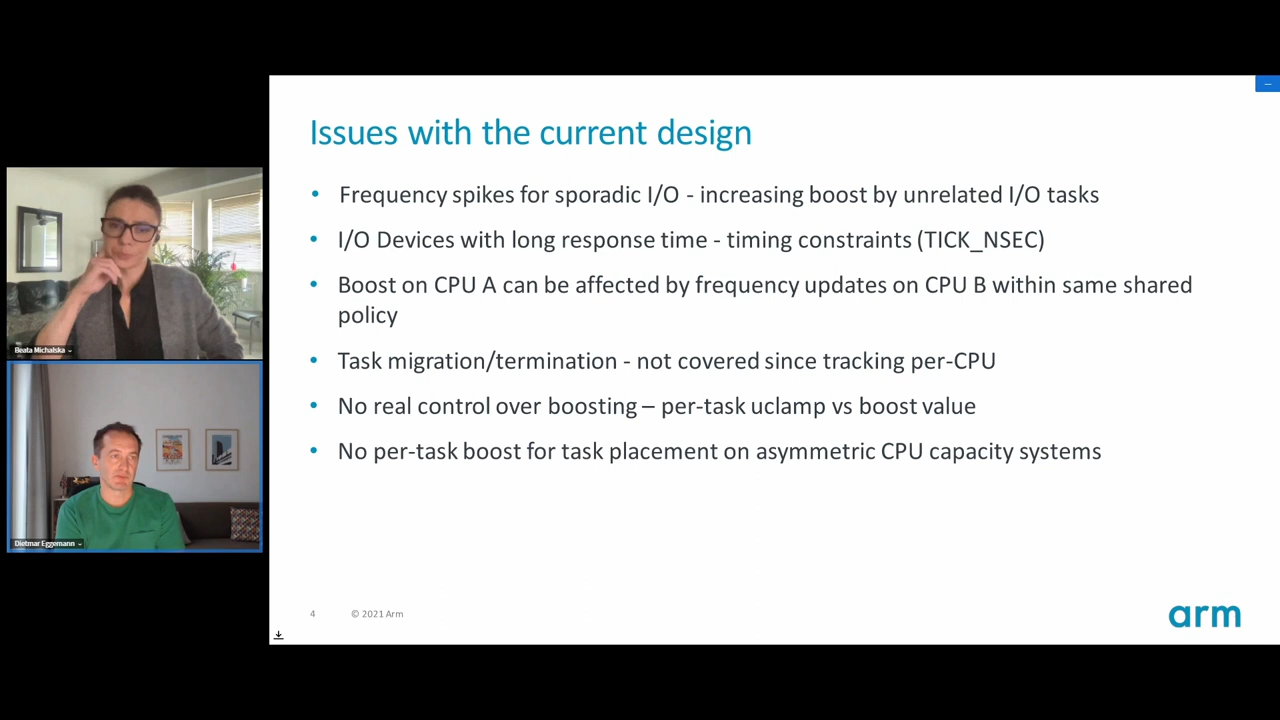 Issues with the current design
• Frequency spikes for sporadic I/O - increasing boost by unrelated I/O tasks
• I/O Devices with long response time - timing constraints (TICK_NSEC)
• Boost on CPU A can be affected by frequency updates on CPU B within same shared
policy
• Task migration/termination - not covered since tracking per-CPU
• No real control over boosting – per-task uclamp vs boost value
• No per-task boost for task placement on asymmetric CPU capacity systems
4 © 2021 Arm
arm
Beata Michalska
Dietmar Eggemann